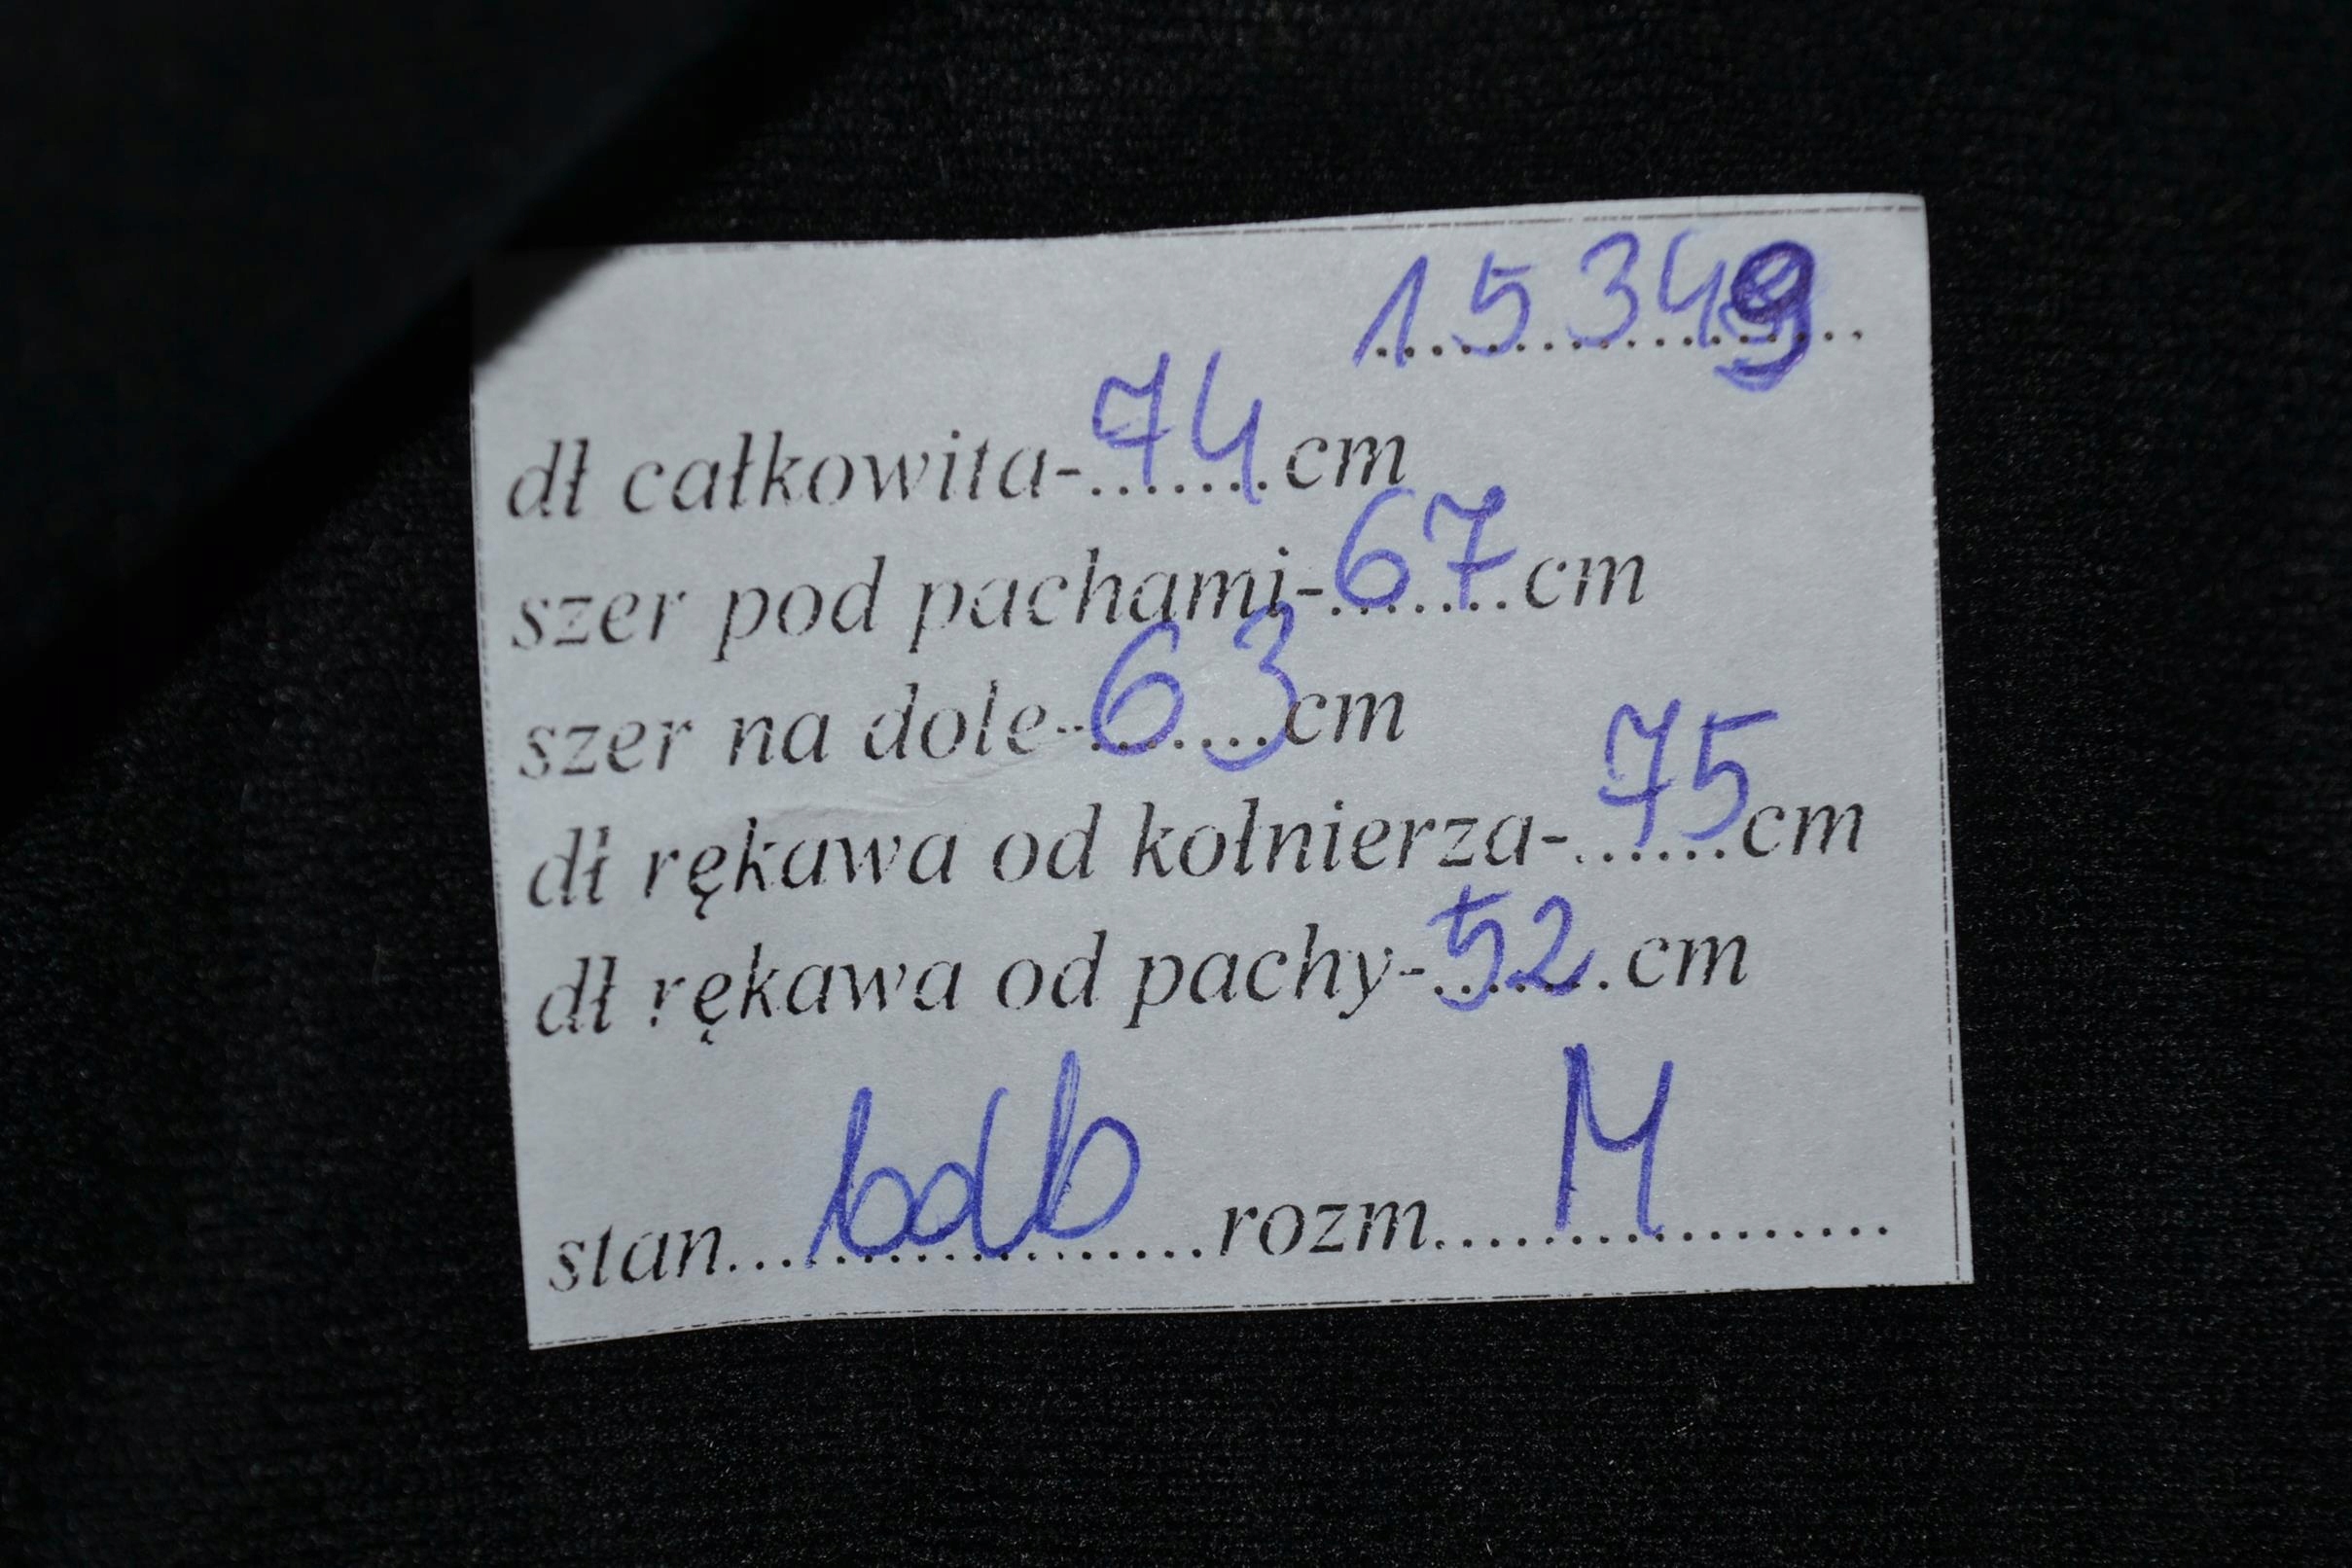 15349
dł całkowita-74cm
szer pod pachami-67cm
szer na dole-63cm
dł rękawa od kołnierza-75cm
dł rękawa od pachy-52cm
stan...bdb...rozm...M...